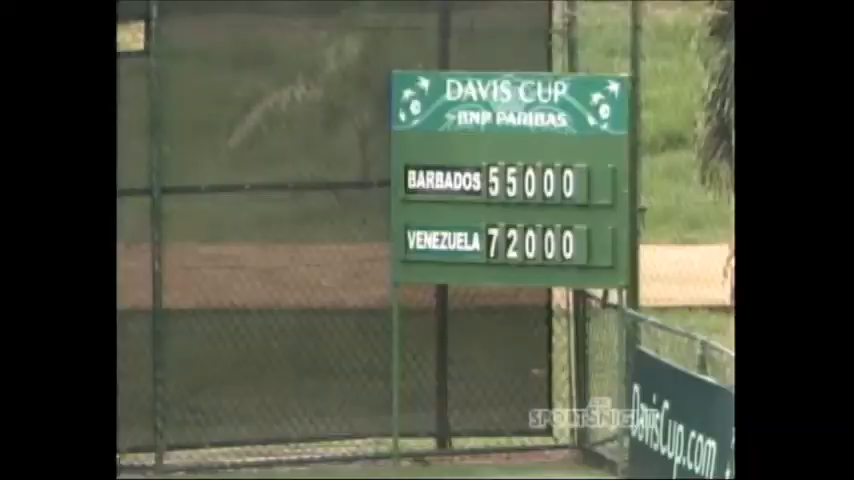 DAVIS CUP
BNP PARIBAS
BARBADOS 5 5 0 0 0
VENEZUELA 7 2 0 0 0
SPORTSNIGHT
DavisCup.com